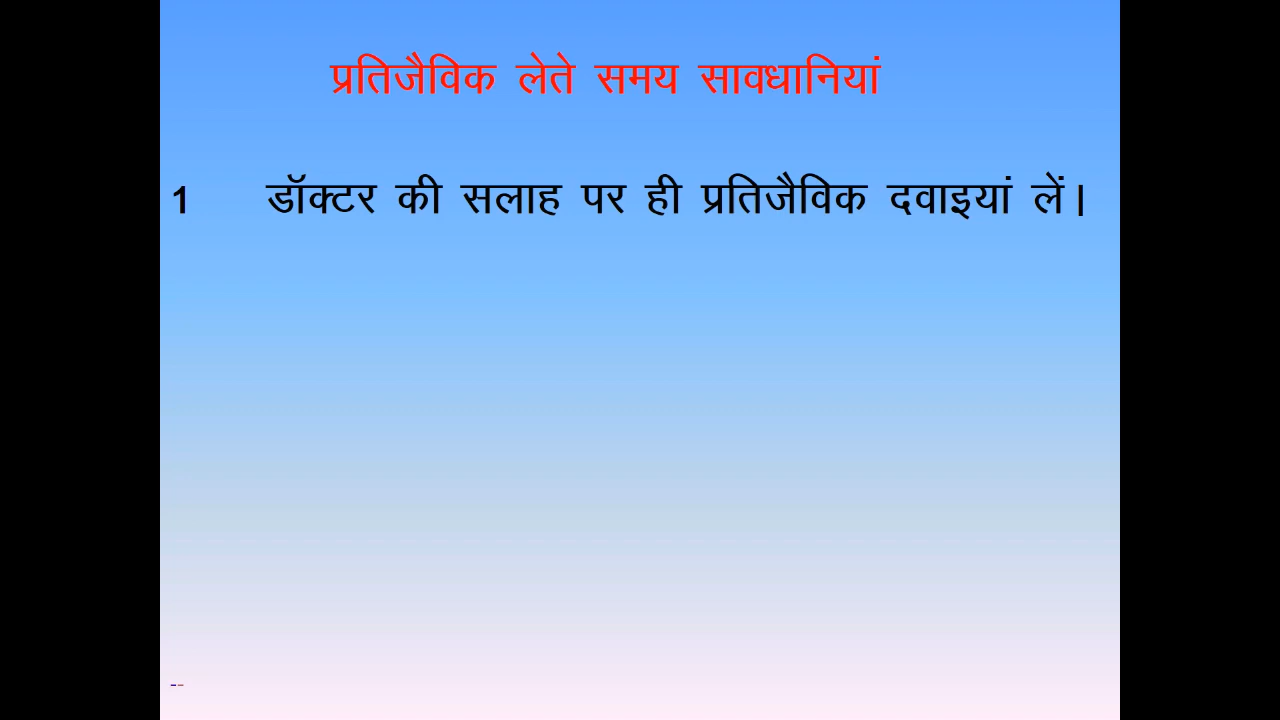 प्रतिजैविक लेते समय सावधानियां
1 डॉक्टर की सलाह पर ही प्रतिजैविक दवाइयां लें।